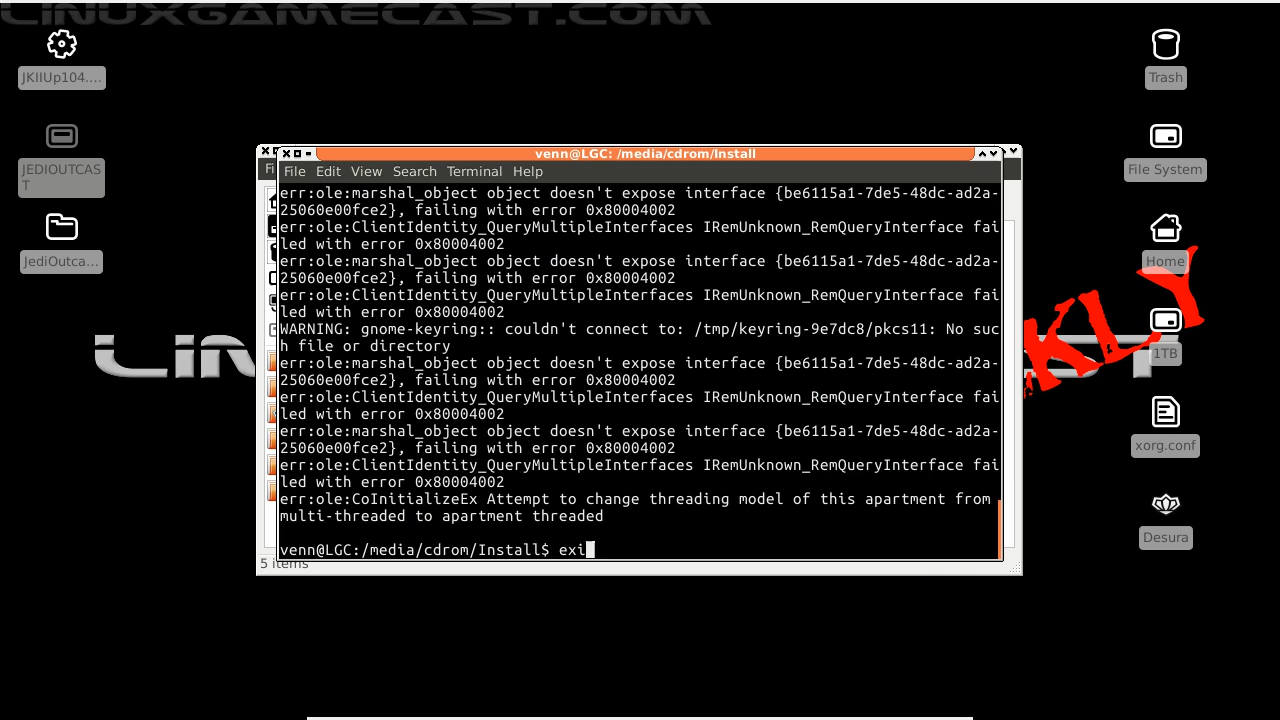 LINUXGAMECAST.COM
JKIIUp104....
JEDIOUTCAS
T
JediOutca...
Trash
File System
Home
1TB
xorg.conf
Desura
LiN
ST
KLY
Fi
venn@LGC: /media/cdrom/Install
File Edit View Search Terminal Help
err:ole:marshal_object object doesn't expose interface {be6115a1-7de5-48dc-ad2a-
25060e00fce2}, failing with error 0x80004002
err:ole:ClientIdentity_QueryMultipleInterfaces IRemUnknown_RemQueryInterface fai
led with error 0x80004002
err:ole:marshal_object object doesn't expose interface {be6115a1-7de5-48dc-ad2a-
25060e00fce2}, failing with error 0x80004002
err:ole:ClientIdentity_QueryMultipleInterfaces IRemUnknown_RemQueryInterface fai
led with error 0x80004002
WARNING: gnome-keyring:: couldn't connect to: /tmp/keyring-9e7dc8/pkcs11: No suc
h file or directory
err:ole:marshal_object object doesn't expose interface {be6115a1-7de5-48dc-ad2a-
25060e00fce2}, failing with error 0x80004002
err:ole:ClientIdentity_QueryMultipleInterfaces IRemUnknown_RemQueryInterface fai
led with error 0x80004002
err:ole:marshal_object object doesn't expose interface {be6115a1-7de5-48dc-ad2a-
25060e00fce2}, failing with error 0x80004002
err:ole:ClientIdentity_QueryMultipleInterfaces IRemUnknown_RemQueryInterface fai
led with error 0x80004002
err:ole:CoInitializeEx Attempt to change threading model of this apartment from
multi-threaded to apartment threaded
venn@LGC:/media/cdrom/Install$ exi
5 items